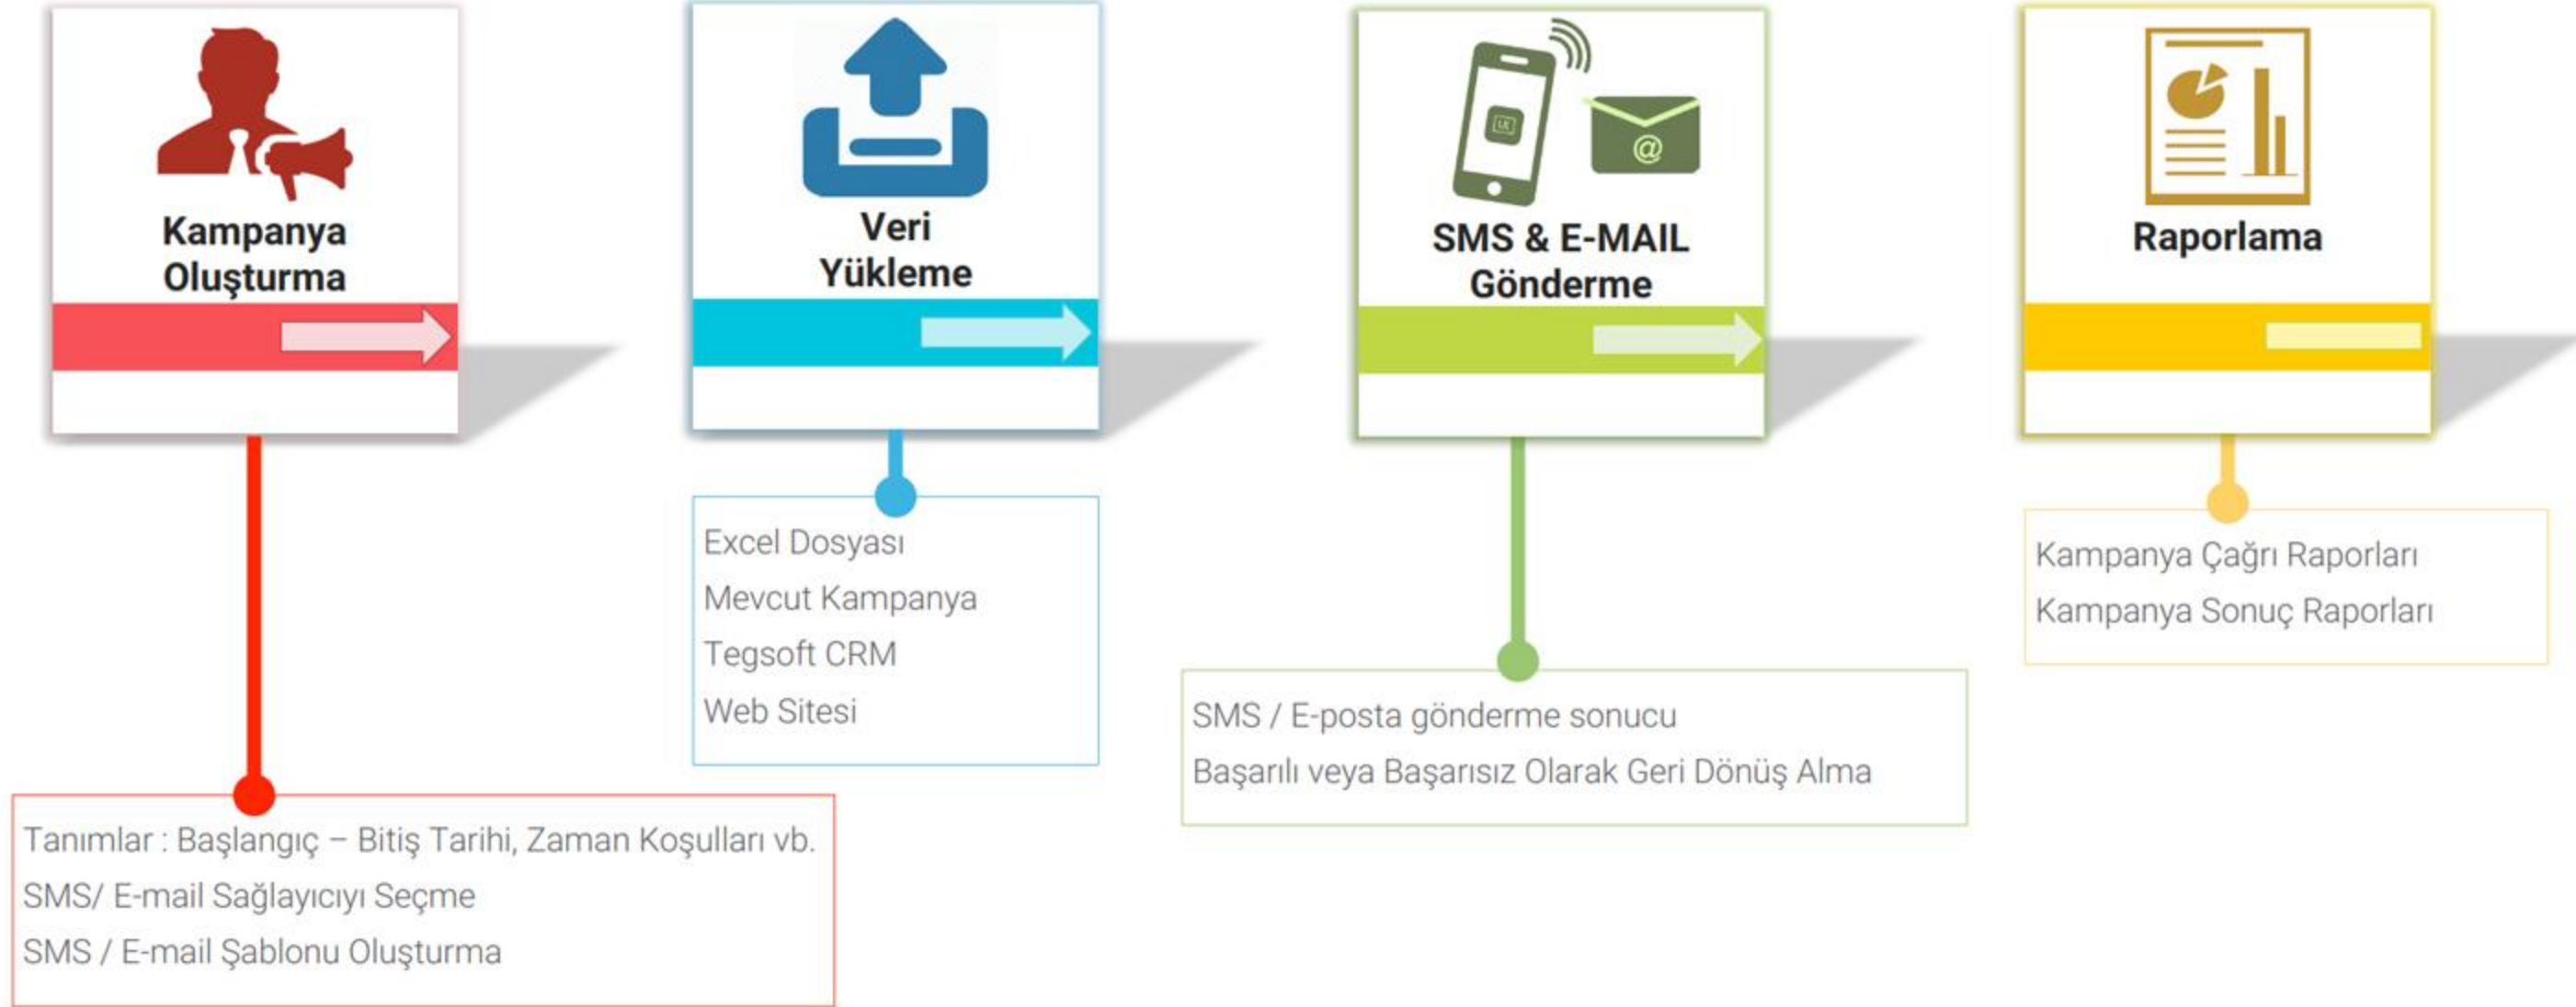 Kampanya
Oluşturma
Tanımlar : Başlangıç – Bitiş Tarihi, Zaman Koşulları vb.
SMS/ E-mail Sağlayıcıyı Seçme
SMS / E-mail Şablonu Oluşturma
Veri
Yükleme
Excel Dosyası
Mevcut Kampanya
Tegsoft CRM
Web Sitesi
SMS & E-MAIL
Gönderme
@
SMS / E-posta gönderme sonucu
Başarılı veya Başarısız Olarak Geri Dönüş Alma
Raporlama
Kampanya Çağrı Raporları
Kampanya Sonuç Raporları